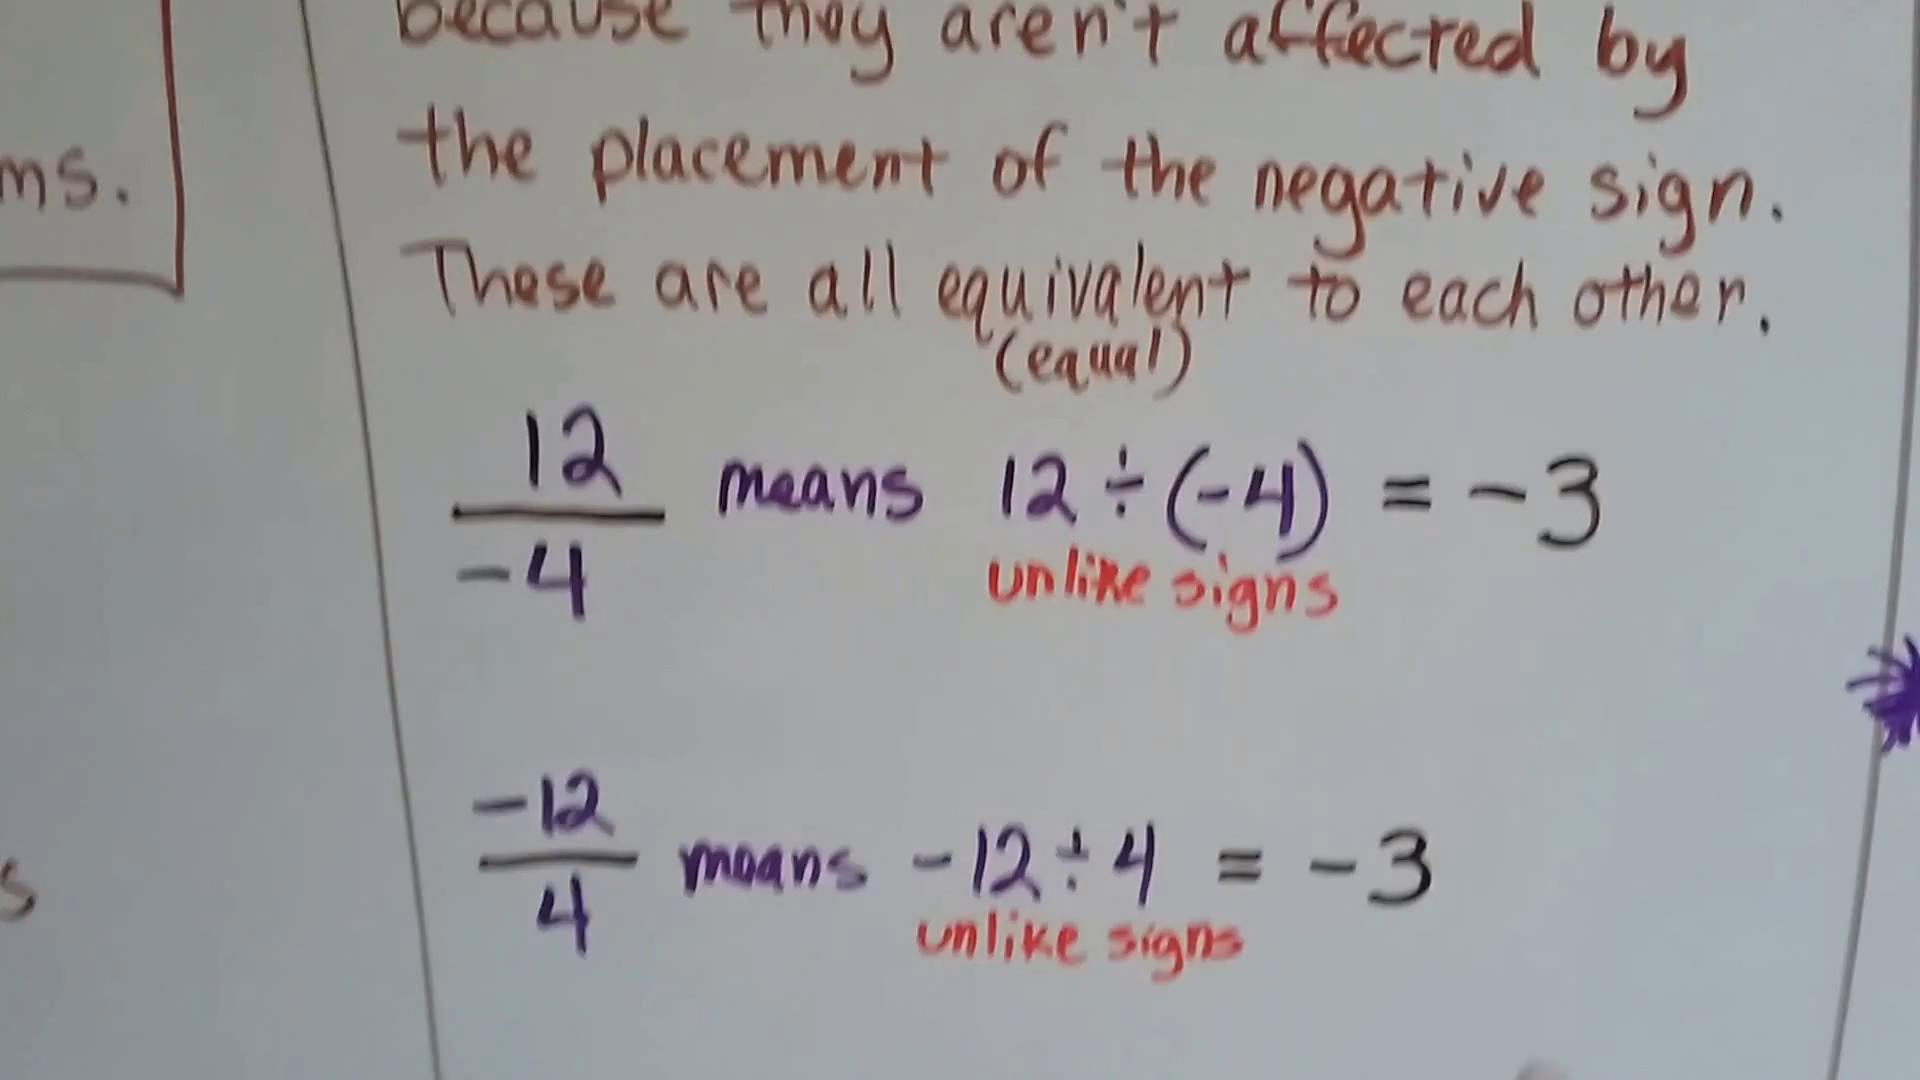 because they aren't affected by
the placement of the negative sign.
These are all equivalent to each other.
(equal)
12
-4
means 12 ÷ (-4) = -3
unlike signs
-12
4
means -12 ÷ 4 = -3
unlike signs
ms.
s